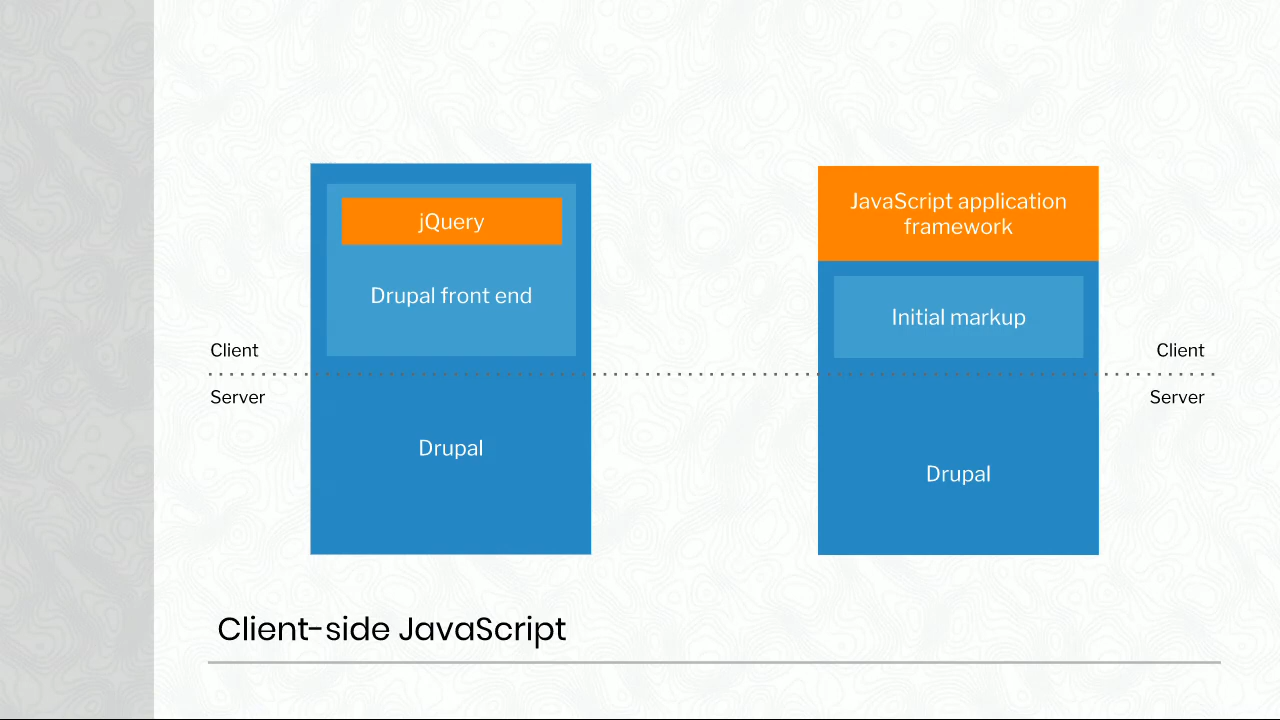 jQuery
Drupal front end
JavaScript application
framework
Initial markup
Client
Client
Server
Server
Drupal
Drupal
Client-side JavaScript